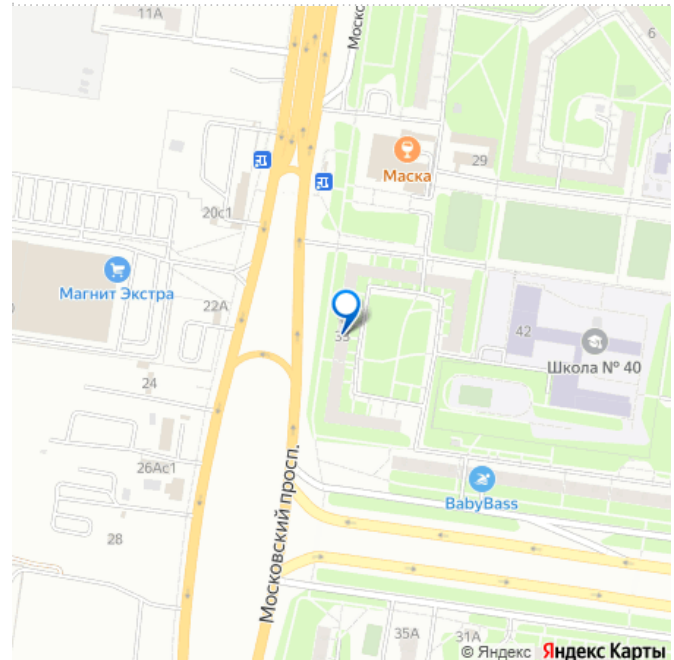 11А
Моск
6
Маска
29
20с1
Магнит Экстра
22А
33
42
Школа № 40
24
26Ас1
BabyBass
28
Московский просп.
35А
31А
© Яндекс Яндекс Карты